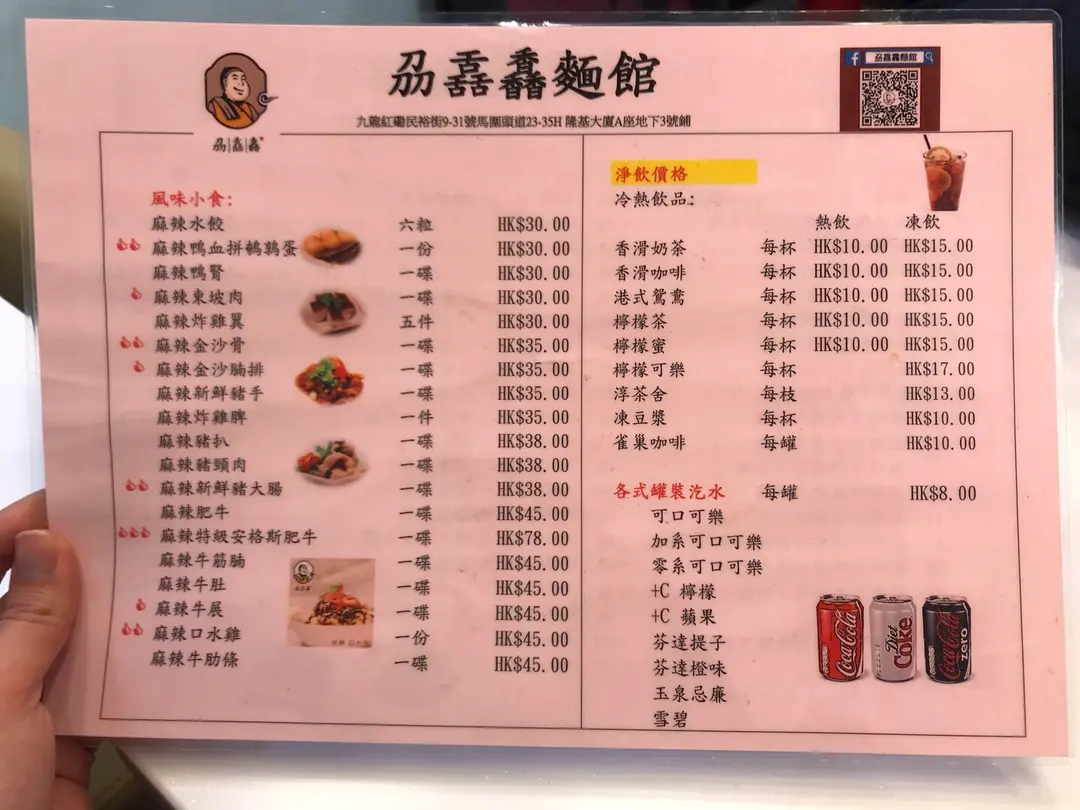 刕譶馫麵館
九龍紅磡民裕街9-31號馬圍頭道23-35H 隆基大廈A座地下3號鋪
刕|譶|馫
風味小食:
麻辣水餃 六粒 HK$30.00
麻辣鴨血拼鵪鶉蛋 一份 HK$30.00
麻辣鴨腎 一碟 HK$30.00
麻辣東坡肉 一碟 HK$30.00
麻辣炸雞翼 五件 HK$30.00
麻辣金沙骨 一碟 HK$35.00
麻辣金沙腩排 一碟 HK$35.00
麻辣新鮮豬手 一碟 HK$35.00
麻辣炸雞脾 一件 HK$35.00
麻辣豬扒 一碟 HK$38.00
麻辣豬頸肉 一碟 HK$38.00
麻辣新鮮豬大腸 一碟 HK$38.00
麻辣肥牛 一碟 HK$45.00
麻辣特級安格斯肥牛 一碟 HK$78.00
麻辣牛筋腩 一碟 HK$45.00
麻辣牛肚 一碟 HK$45.00
麻辣牛展 一碟 HK$45.00
麻辣口水雞 一份 HK$45.00
麻辣牛肋條 一碟 HK$45.00
淨飲價格
冷熱飲品:
熱飲 凍飲
香滑奶茶 每杯 HK$10.00 HK$15.00
香滑咖啡 每杯 HK$10.00 HK$15.00
港式鴛鴦 每杯 HK$10.00 HK$15.00
檸檬茶 每杯 HK$10.00 HK$15.00
檸檬蜜 每杯 HK$10.00 HK$15.00
檸檬可樂 每杯 HK$17.00
淳茶舍 每枝 HK$13.00
凍豆漿 每杯 HK$10.00
雀巢咖啡 每罐 HK$10.00
各式罐裝汽水 每罐 HK$8.00
可口可樂
加系可口可樂
零系可口可樂
+C 檸檬
+C 蘋果
芬達提子
芬達橙味
玉泉忌廉
雪碧
Coca-Cola
Diet Coke
Coca-Cola zero